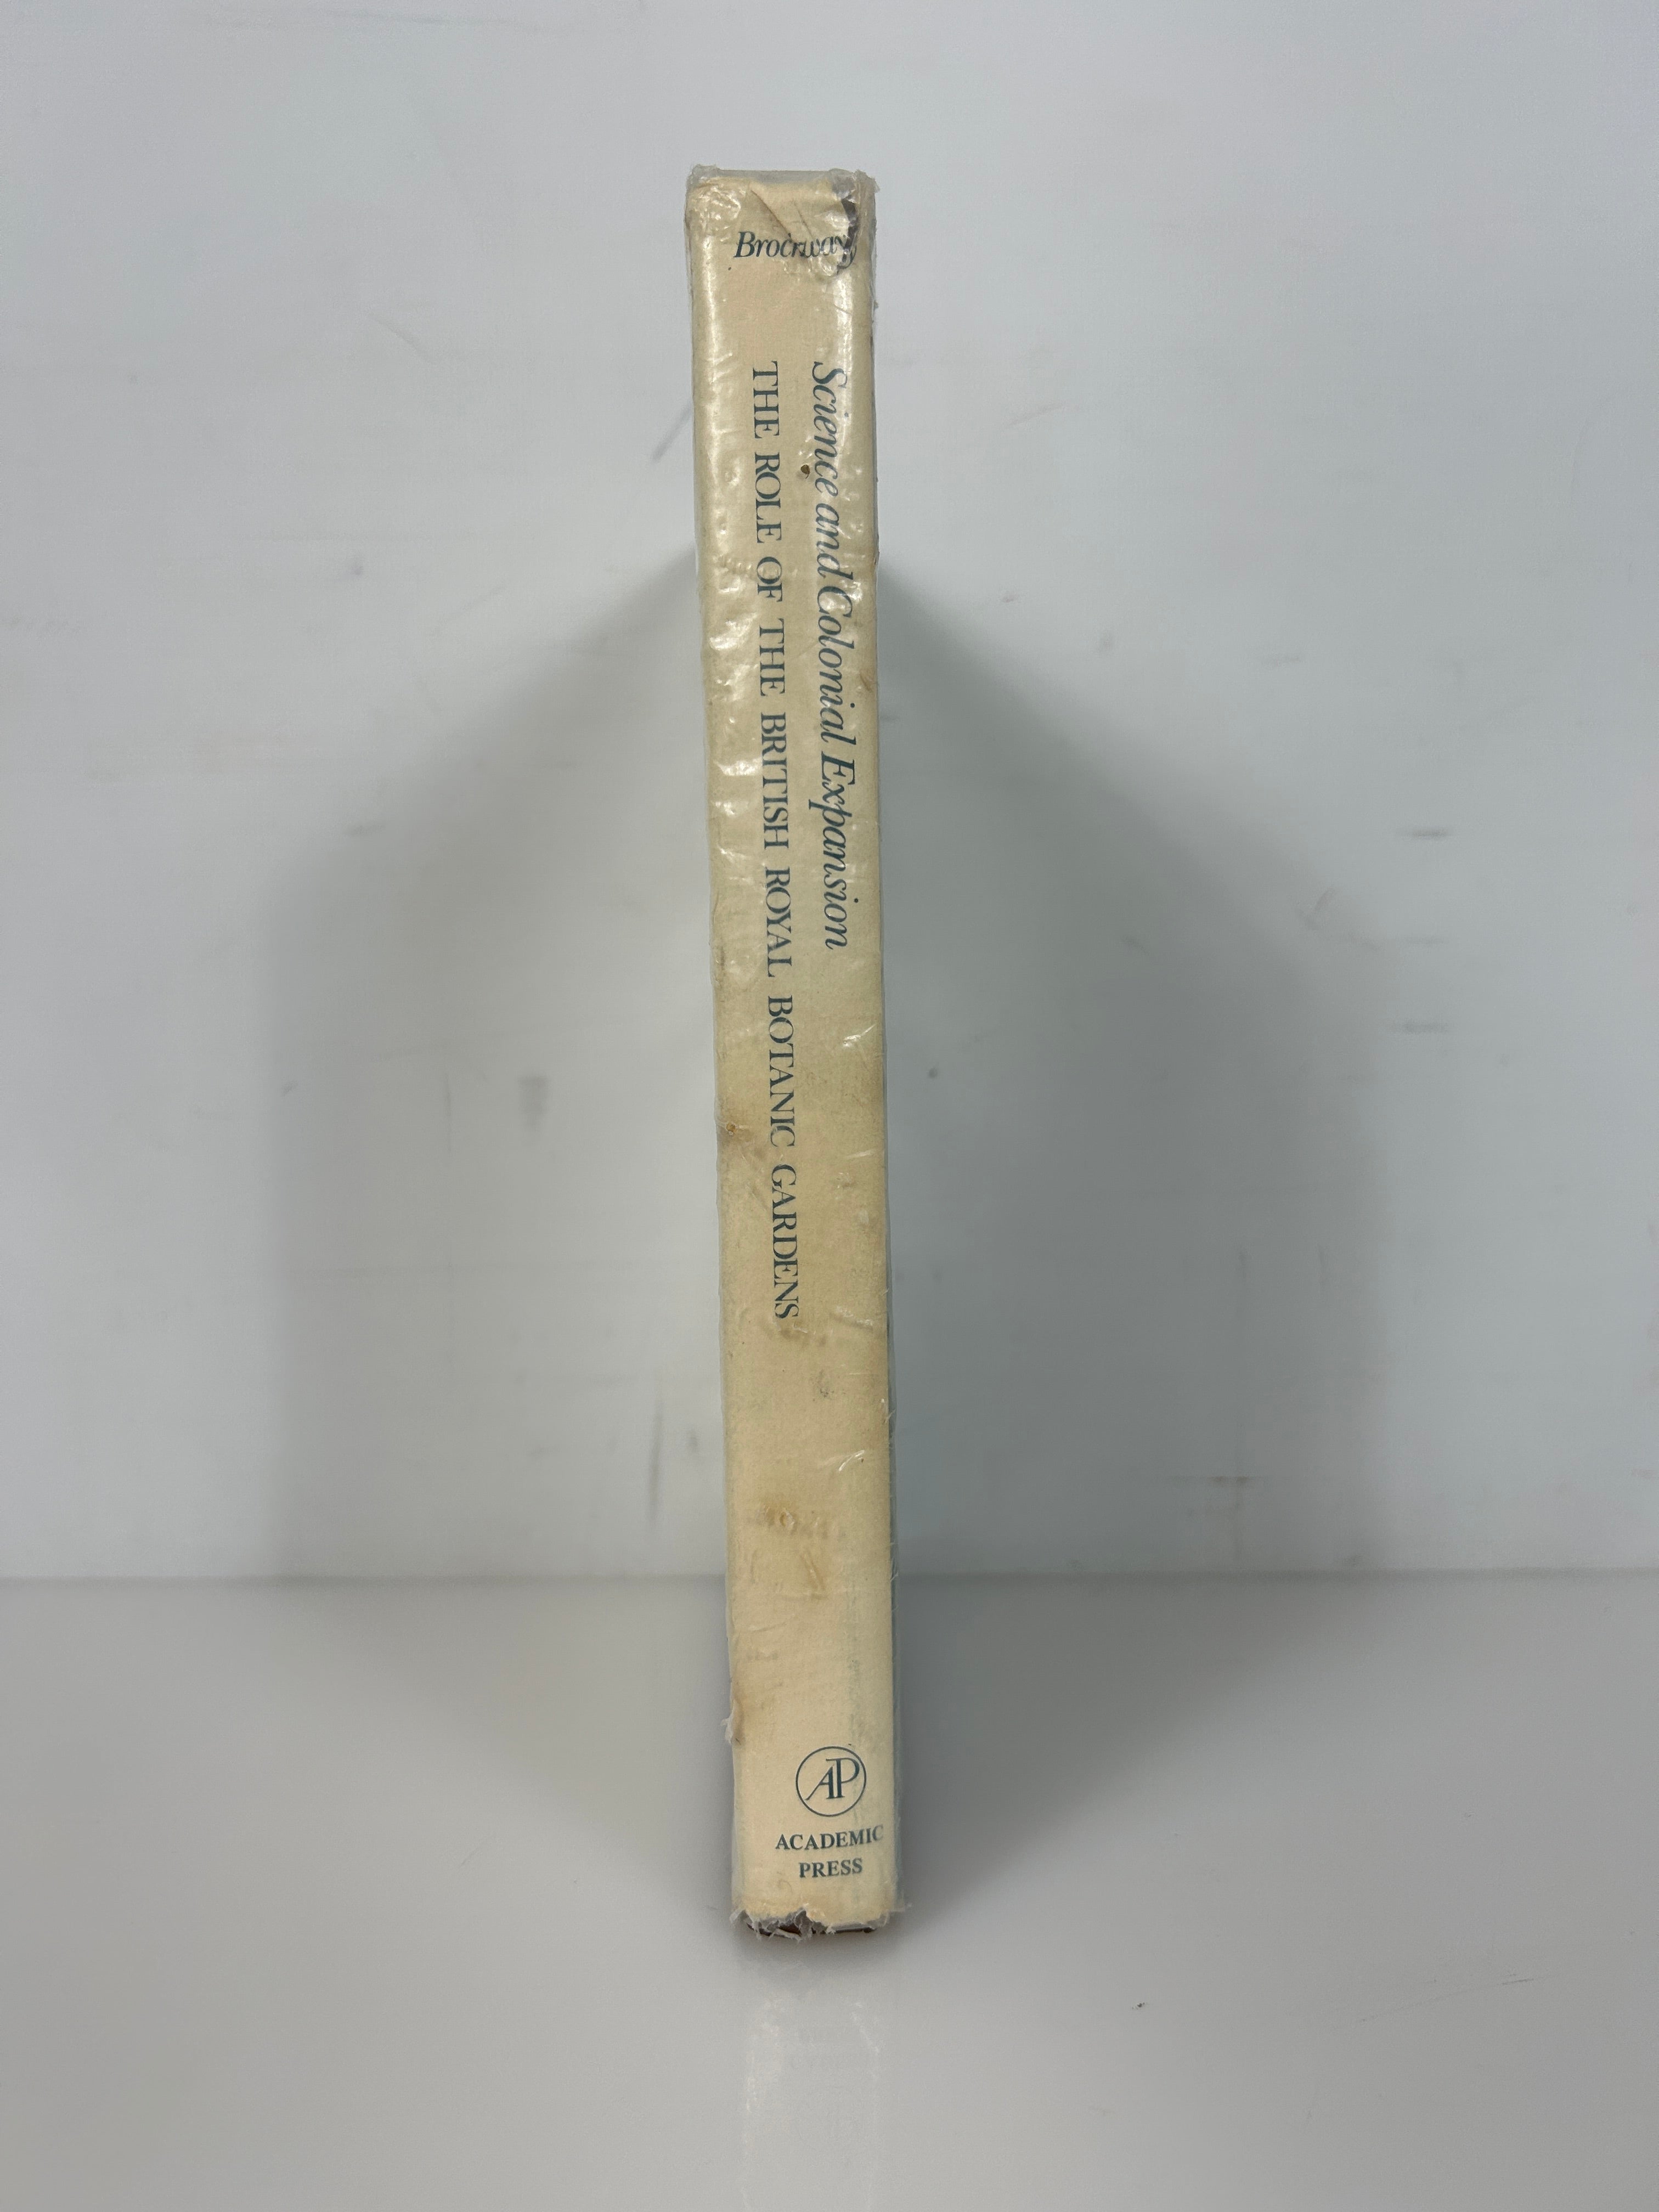 Brockway
Science and Colonial Expansion
THE ROLE OF THE BRITISH ROYAL BOTANIC GARDENS
AP
ACADEMIC
PRESS